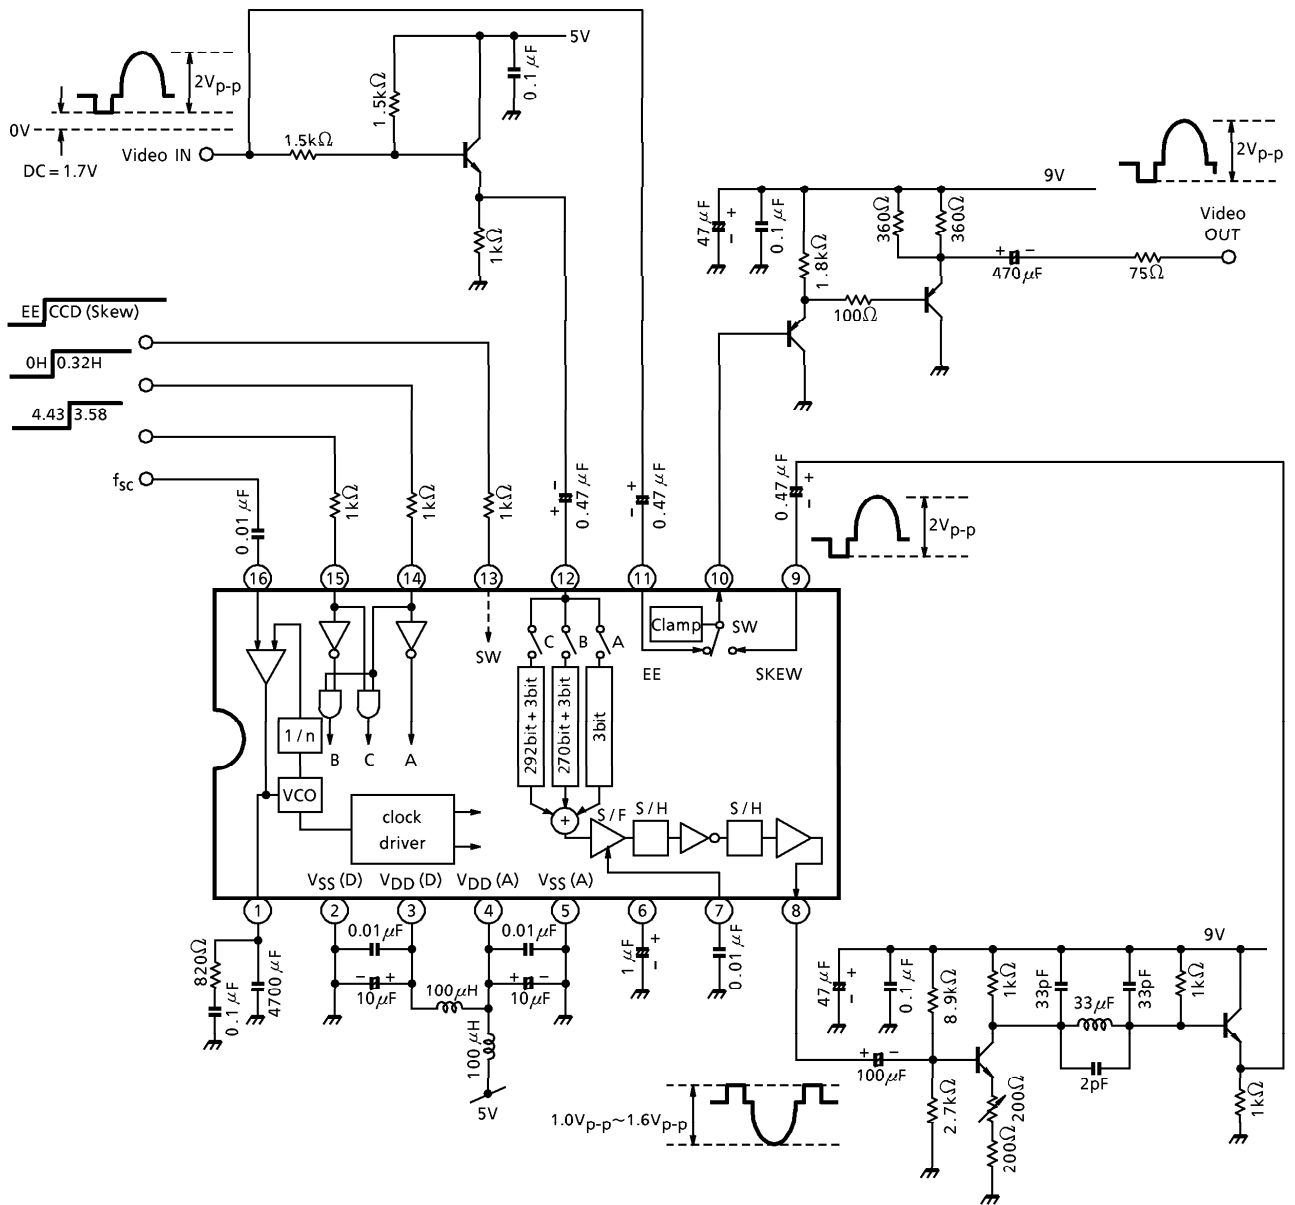 5V
0.1μF
1.5kΩ
2Vp-p
0V
DC=1.7V
Video IN
1.5kΩ
1kΩ
9V
2Vp-p
Video
OUT
47μF
+
-
0.1μF
1.8kΩ
360Ω
360Ω
+
-
470μF
75Ω
100Ω
EE CCD (Skew)
0H 0.32H
4.43 3.58
fsc
0.01μF
1kΩ
1kΩ
1kΩ
-
+
0.47μF
+
-
0.47μF
0.47μF
+
-
2Vp-p
16 15 14 13 12 11 10 9
C B A
Clamp
SW
SW
EE
SKEW
292bit+3bit
270bit+3bit
3bit
1/n
B C A
VCO
clock
driver
+
S/F
S/H
S/H
VSS(D) VDD(D) VDD(A) VSS(A)
1 2 3 4 5 6 7 8
820Ω
0.1μF
4700μF
0.01μF
- +
10μF
100μH
100μH
5V
0.01μF
+ -
10μF
1μF
+
-
0.01μF
9V
47μF
+
-
0.1μF
8.9kΩ
1kΩ
33pF
33μF
33pF
1kΩ
+ -
100μF
2pF
2.7kΩ
200Ω
200Ω
1kΩ
1.0Vp-p~1.6Vp-p